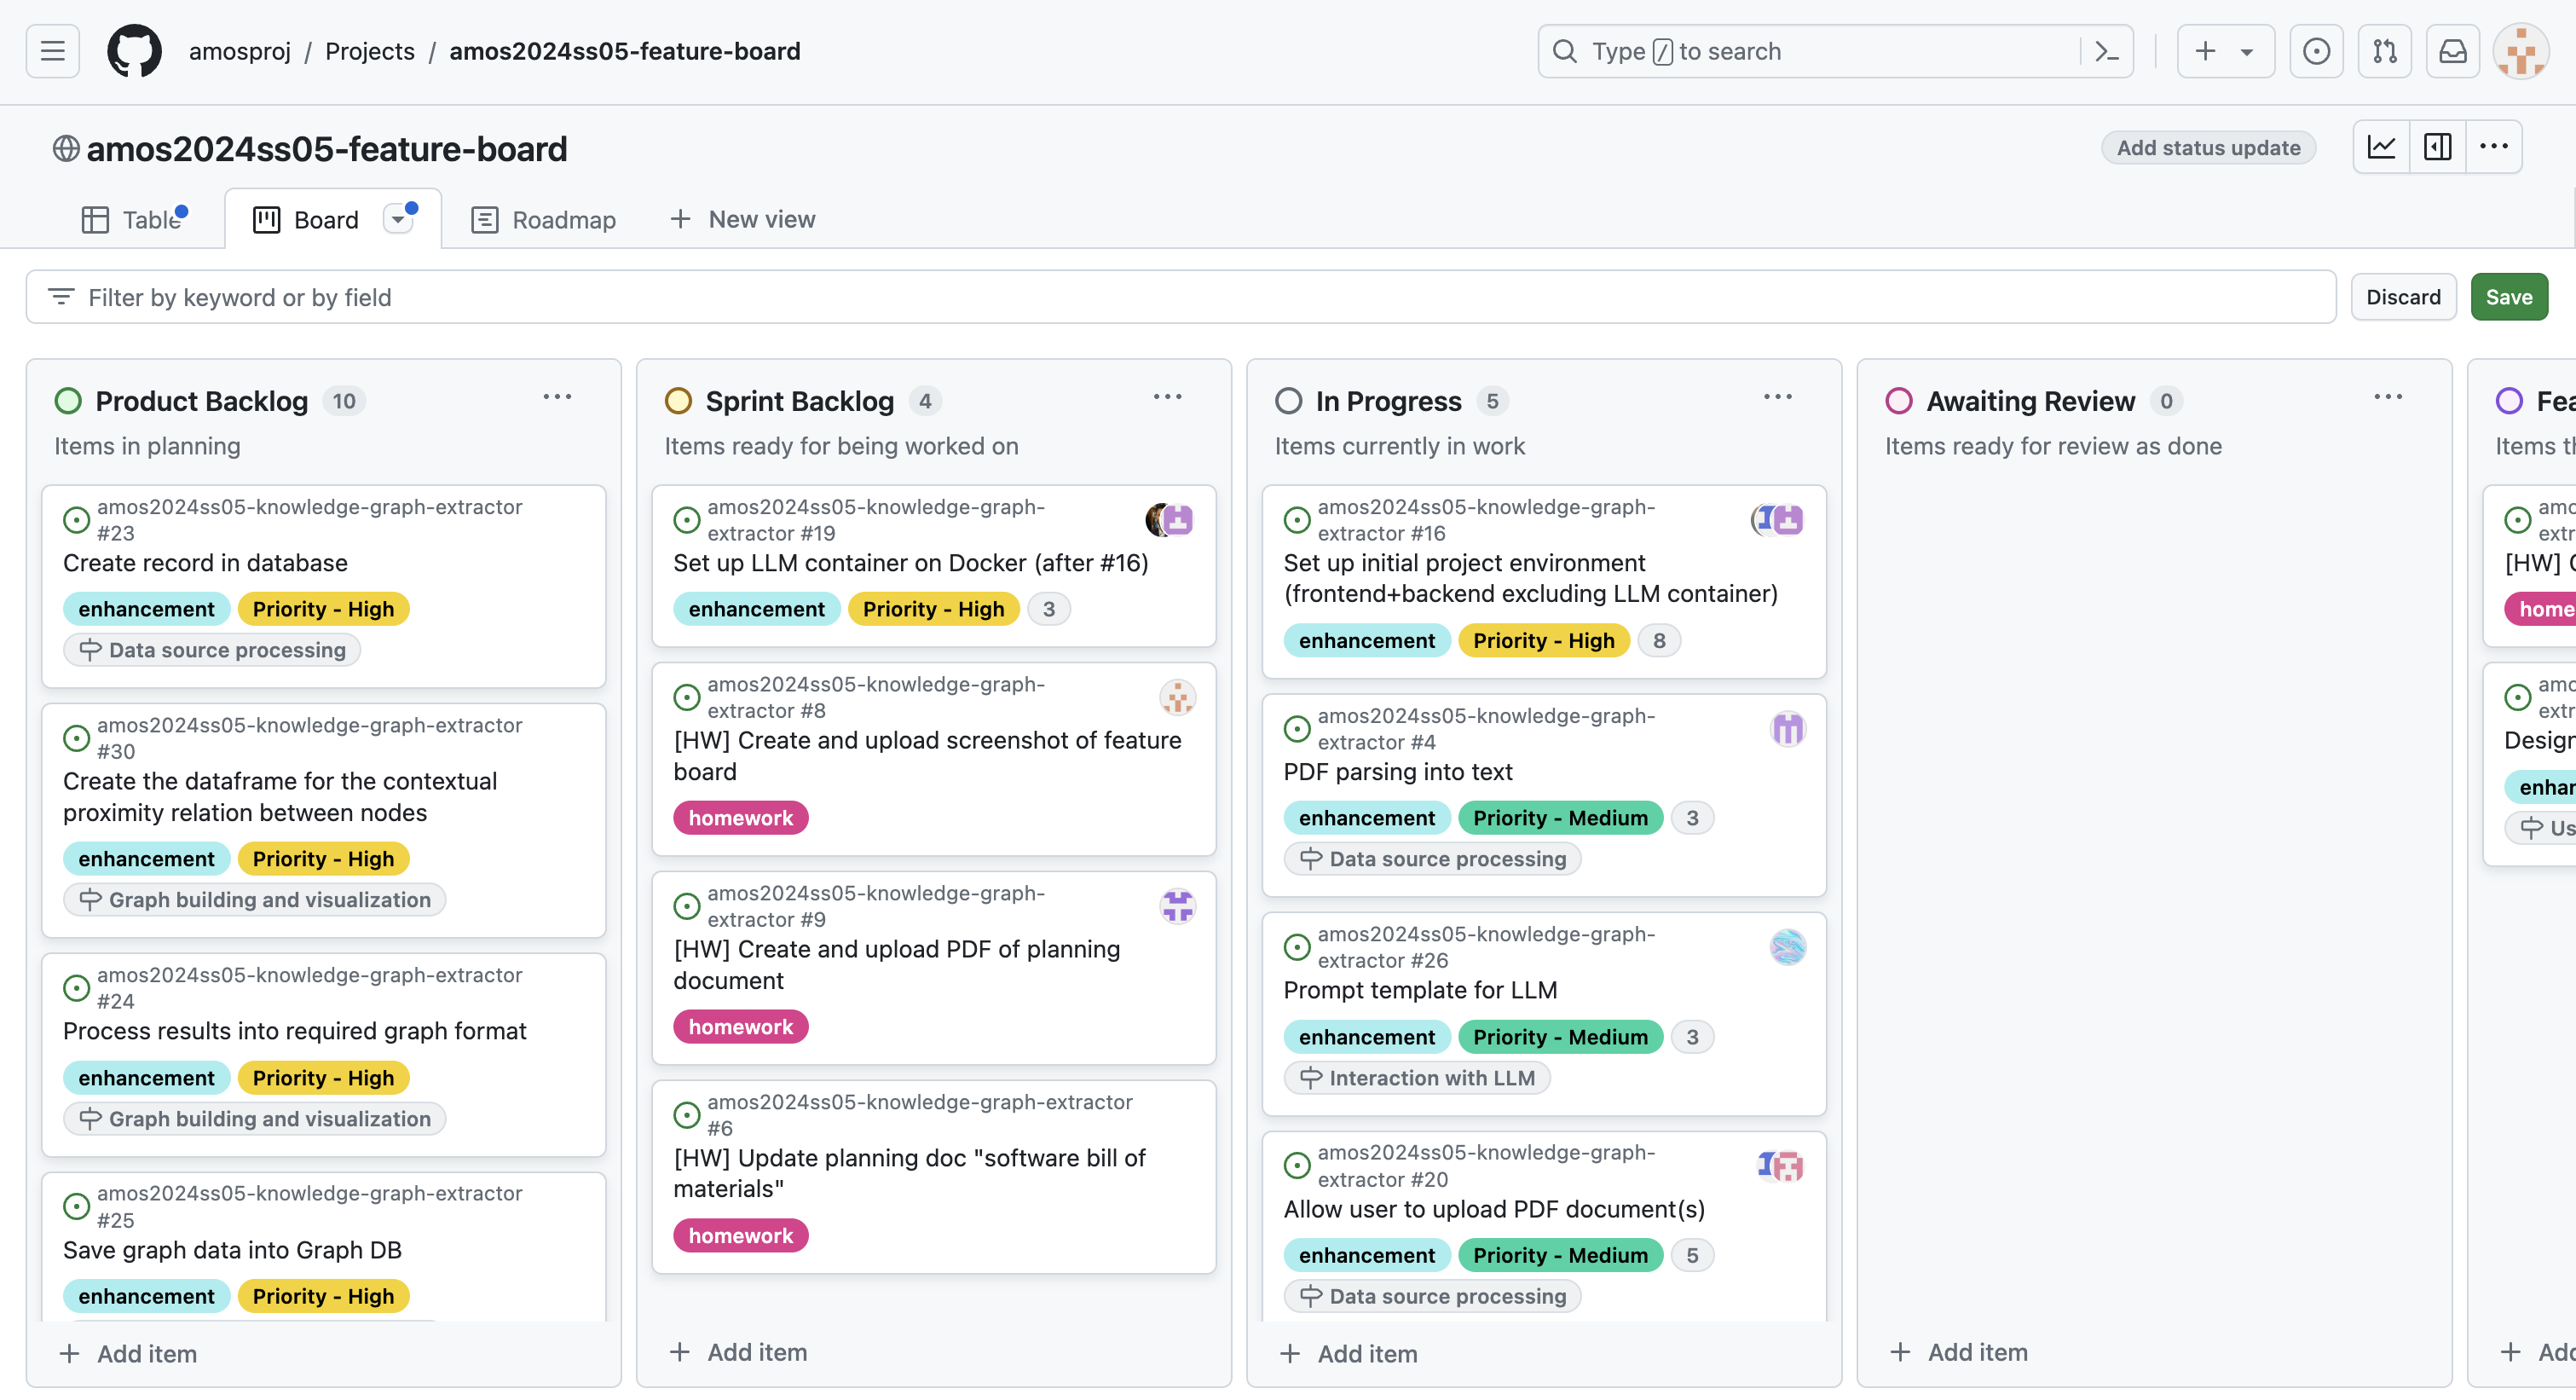 amosproj / Projects / amos2024ss05-feature-board
Type / to search
amos2024ss05-feature-board
Add status update
Table
Board
Roadmap
New view
Filter by keyword or by field
Discard
Save
Product Backlog 10
Items in planning
amos2024ss05-knowledge-graph-extractor
#23
Create record in database
enhancement Priority - High
Data source processing
amos2024ss05-knowledge-graph-extractor
#30
Create the dataframe for the contextual
proximity relation between nodes
enhancement Priority - High
Graph building and visualization
amos2024ss05-knowledge-graph-extractor
#24
Process results into required graph format
enhancement Priority - High
Graph building and visualization
amos2024ss05-knowledge-graph-extractor
#25
Save graph data into Graph DB
enhancement Priority - High
Add item
Sprint Backlog 4
Items ready for being worked on
amos2024ss05-knowledge-graph-
extractor #19
Set up LLM container on Docker (after #16)
enhancement Priority - High 3
amos2024ss05-knowledge-graph-
extractor #8
[HW] Create and upload screenshot of feature
board
homework
amos2024ss05-knowledge-graph-
extractor #9
[HW] Create and upload PDF of planning
document
homework
amos2024ss05-knowledge-graph-extractor
#6
[HW] Update planning doc "software bill of
materials"
homework
Add item
In Progress 5
Items currently in work
amos2024ss05-knowledge-graph-
extractor #16
Set up initial project environment
(frontend+backend excluding LLM container)
enhancement Priority - High 8
amos2024ss05-knowledge-graph-
extractor #4
PDF parsing into text
enhancement Priority - Medium 3
Data source processing
amos2024ss05-knowledge-graph-
extractor #26
Prompt template for LLM
enhancement Priority - Medium 3
Interaction with LLM
amos2024ss05-knowledge-graph-
extractor #20
Allow user to upload PDF document(s)
enhancement Priority - Medium 5
Data source processing
Add item
Awaiting Review 0
Items ready for review as done
Add item
Items
[HW]
Design